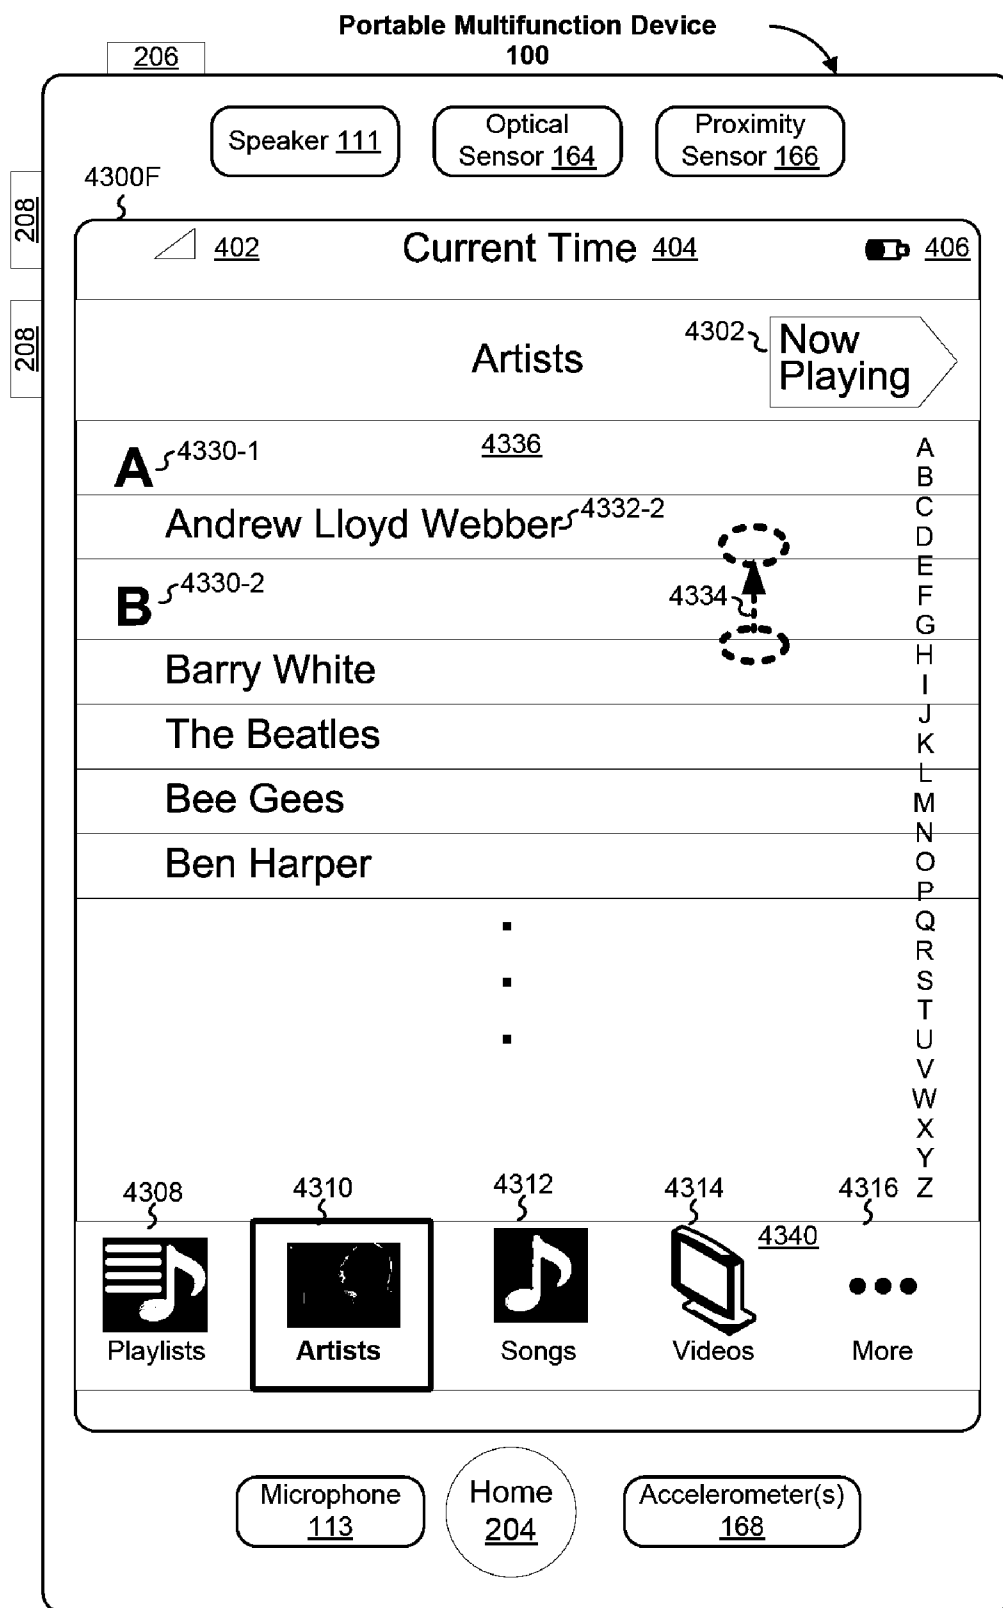 Portable Multifunction Device
100
206
Speaker 111
Optical
Sensor 164
Proximity
Sensor 166
208
208
4300F
402
Current Time 404
406
Artists
4302
Now
Playing
A
4330-1
4336
Andrew Lloyd Webber
4332-2
B
4330-2
4334
Barry White
The Beatles
Bee Gees
Ben Harper
A
B
C
D
E
F
G
H
I
J
K
L
M
N
O
P
Q
R
S
T
U
V
W
X
Y
Z
4308
4310
4312
4314
4316
4340
Playlists
Artists
Songs
Videos
More
Microphone
113
Home
204
Accelerometer(s)
168